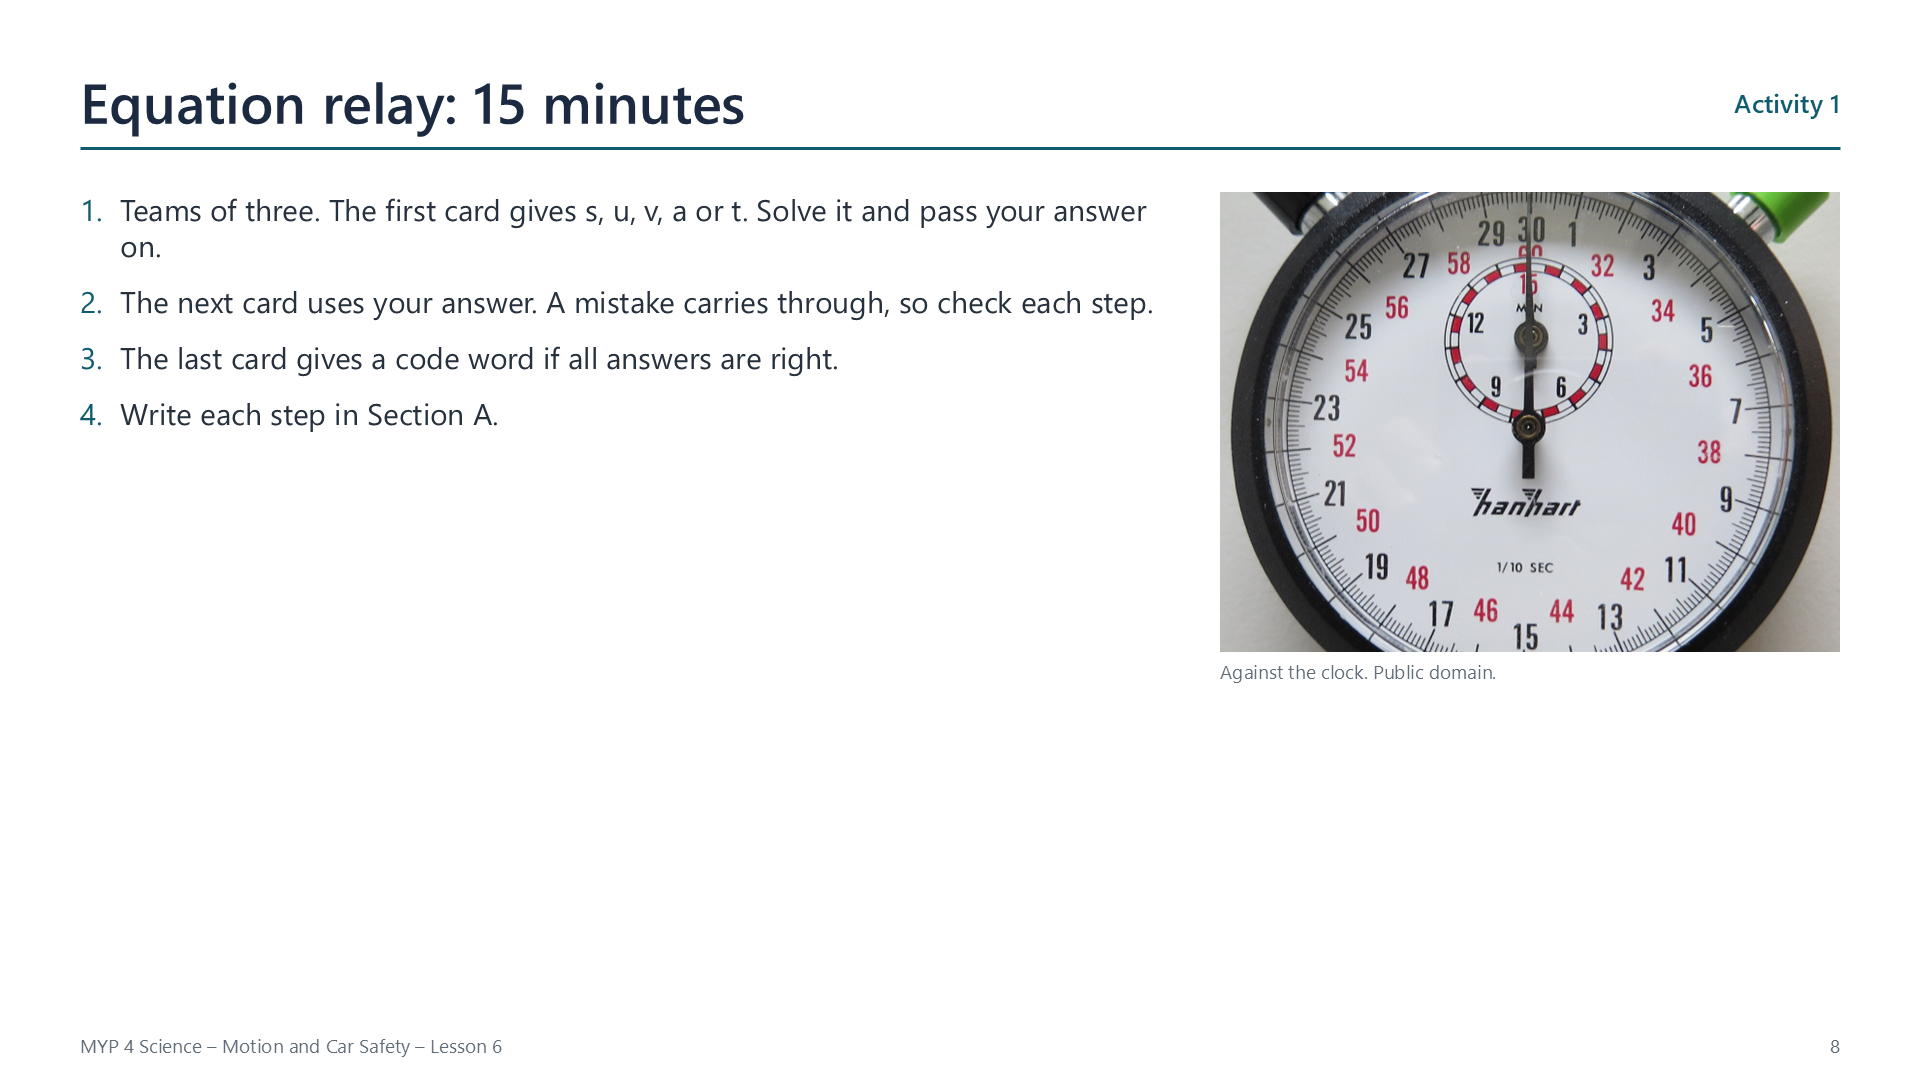 Equation relay: 15 minutes
Activity 1
1. Teams of three. The first card gives s, u, v, a or t. Solve it and pass your answer
on.
2. The next card uses your answer. A mistake carries through, so check each step.
3. The last card gives a code word if all answers are right.
4. Write each step in Section A.
29 30 1
27 58 60 32 3
56 15 34
25 12 MIN 3 5
54 36
9 6
23 7
52 38
21 hanhart 9
50 40
19 48 1/10 SEC 42 11
17 46 44 13
15
Against the clock. Public domain.
MYP 4 Science – Motion and Car Safety – Lesson 6
8